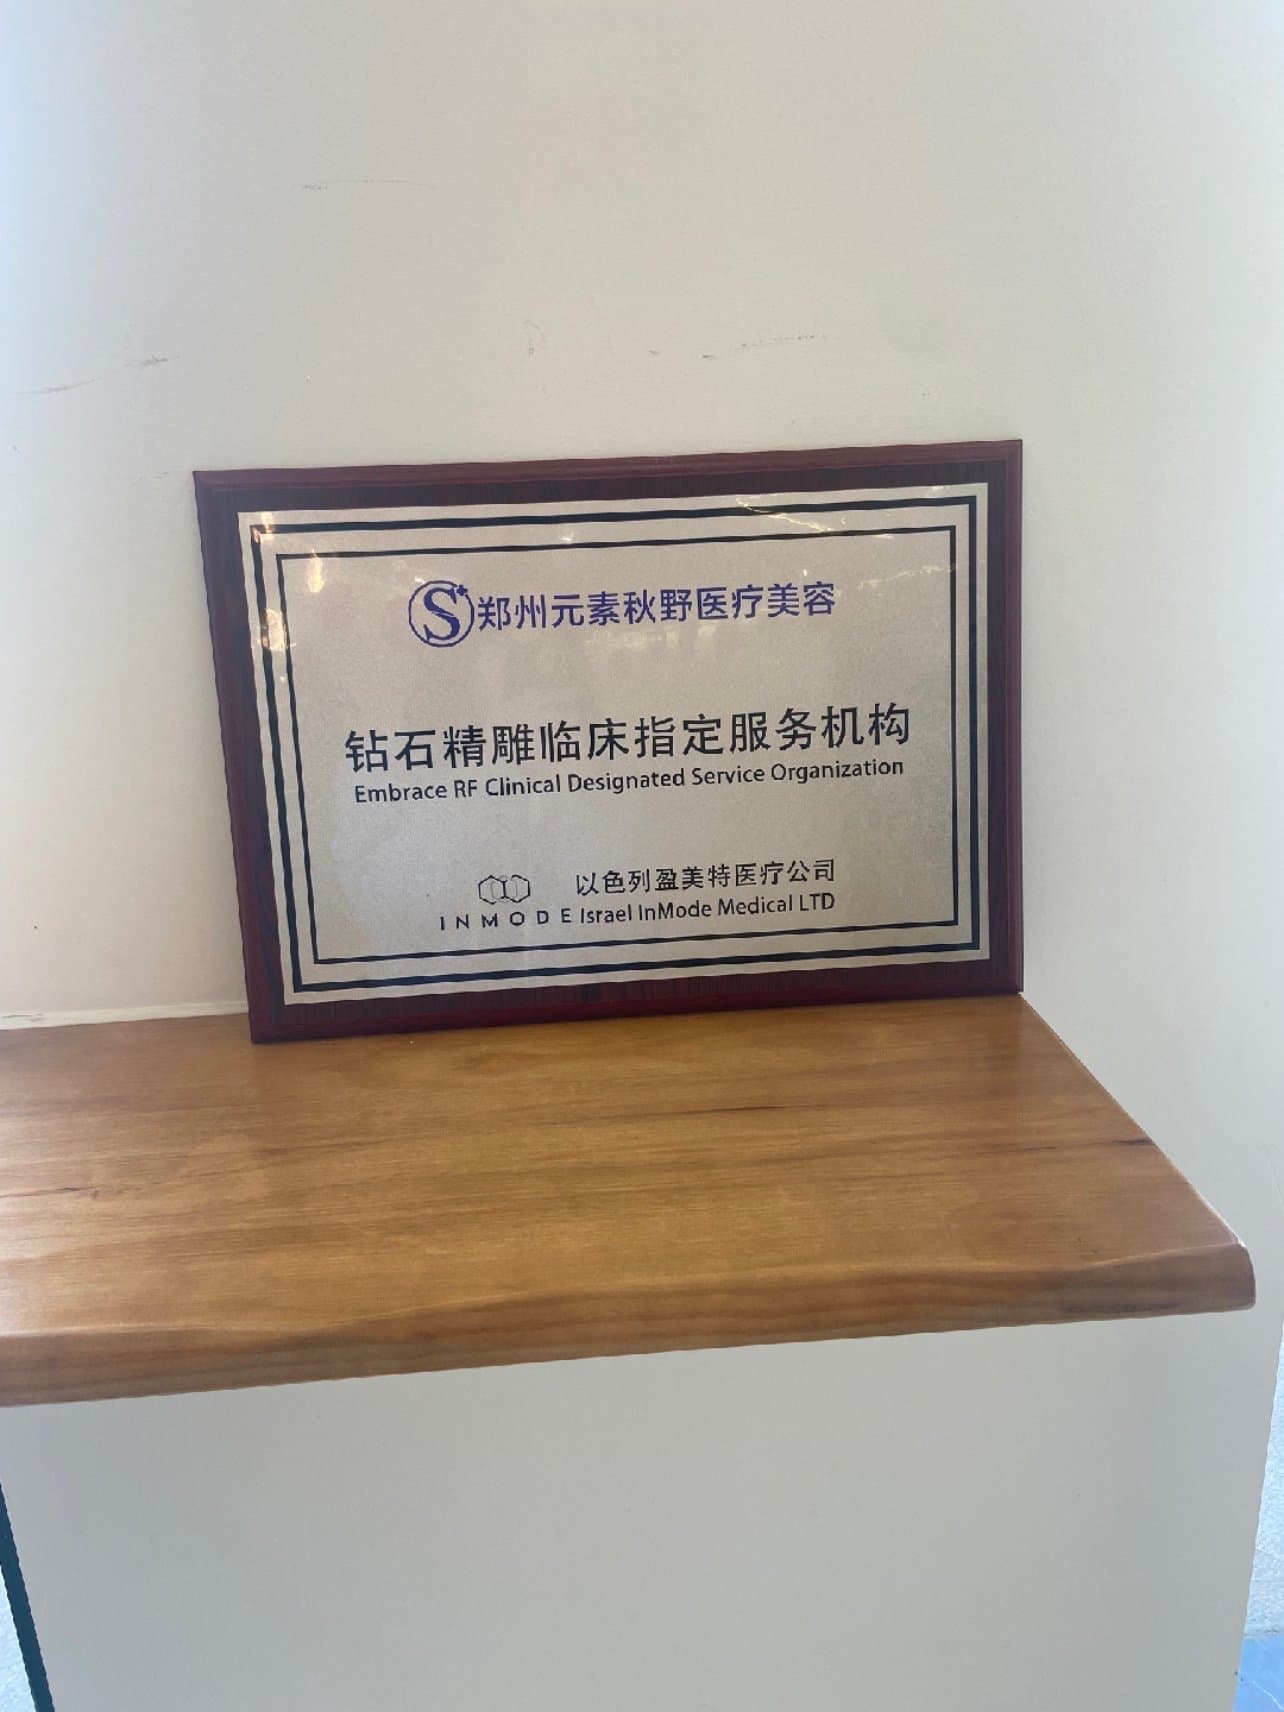 S郑州元素秋野医疗美容
钻石精雕临床指定服务机构
Embrace RF Clinical Designated Service Organization
以色列盈美特医疗公司
INMODE Israel InMode Medical LTD